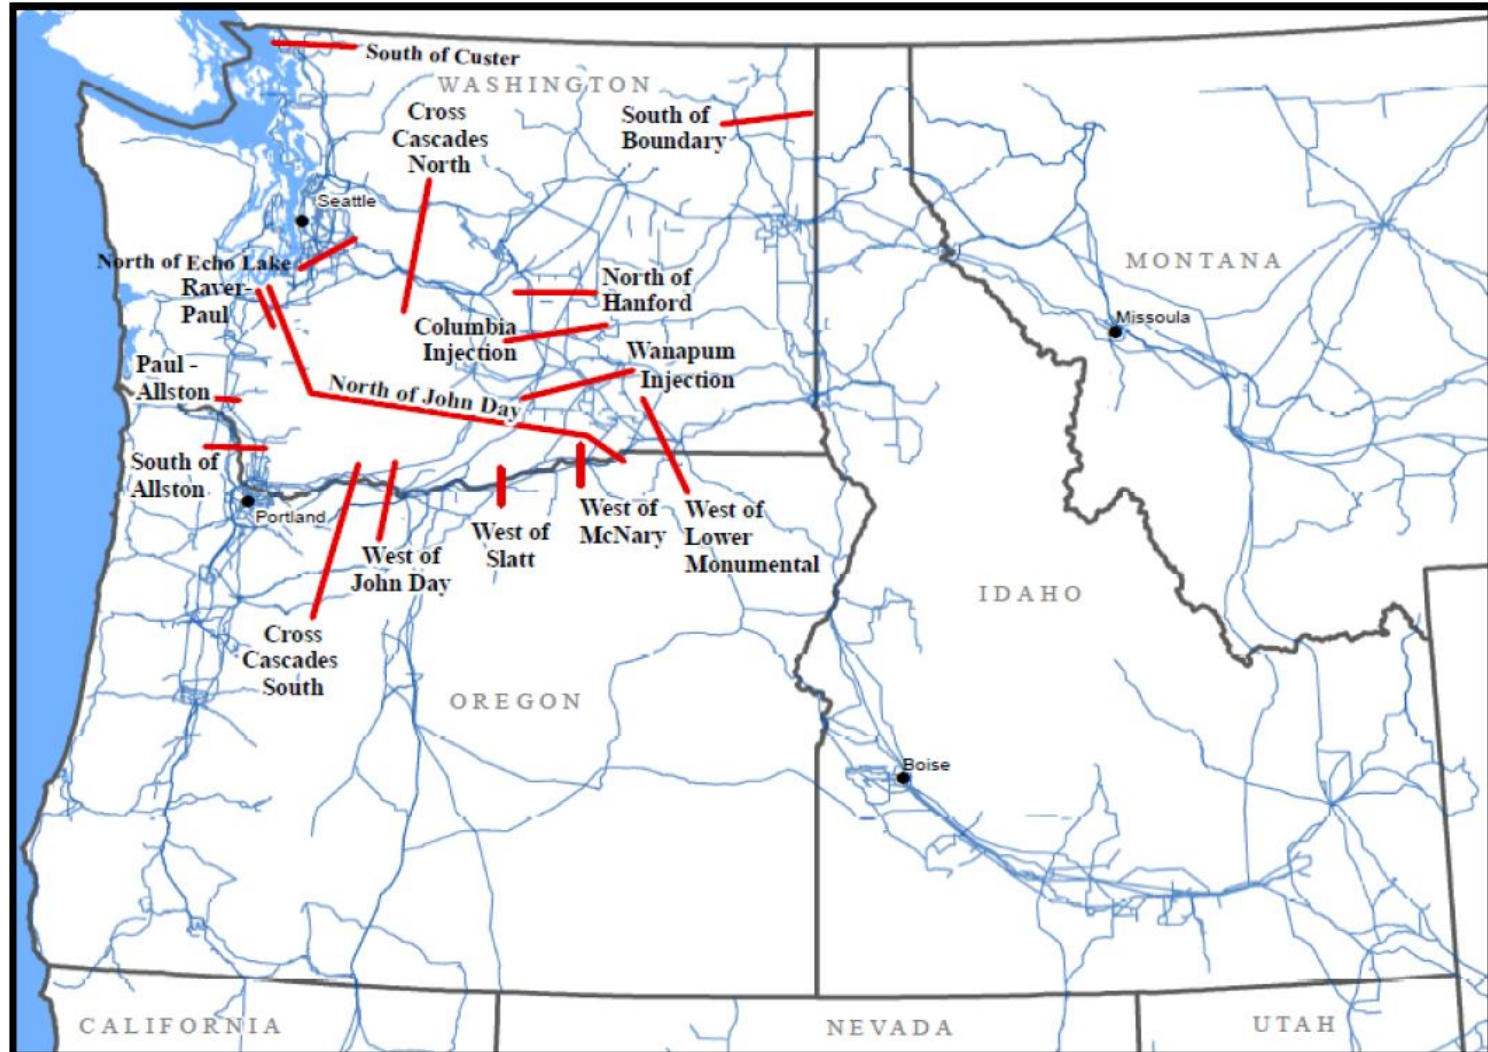 South of Custer
WASHINGTON
Cross
Cascades
North
South of
Boundary
Seattle
North of Echo Lake
Raver-
Paul
North of
Hanford
MONTANA
Columbia
Injection
Missoula
Wanapum
Injection
Paul -
Allston
North of John Day
South of
Allston
Portland
West of
John Day
West of
Slatt
West of
McNary
West of
Lower
Monumental
IDAHO
Cross
Cascades
South
OREGON
Boise
CALIFORNIA
NEVADA
UTAH